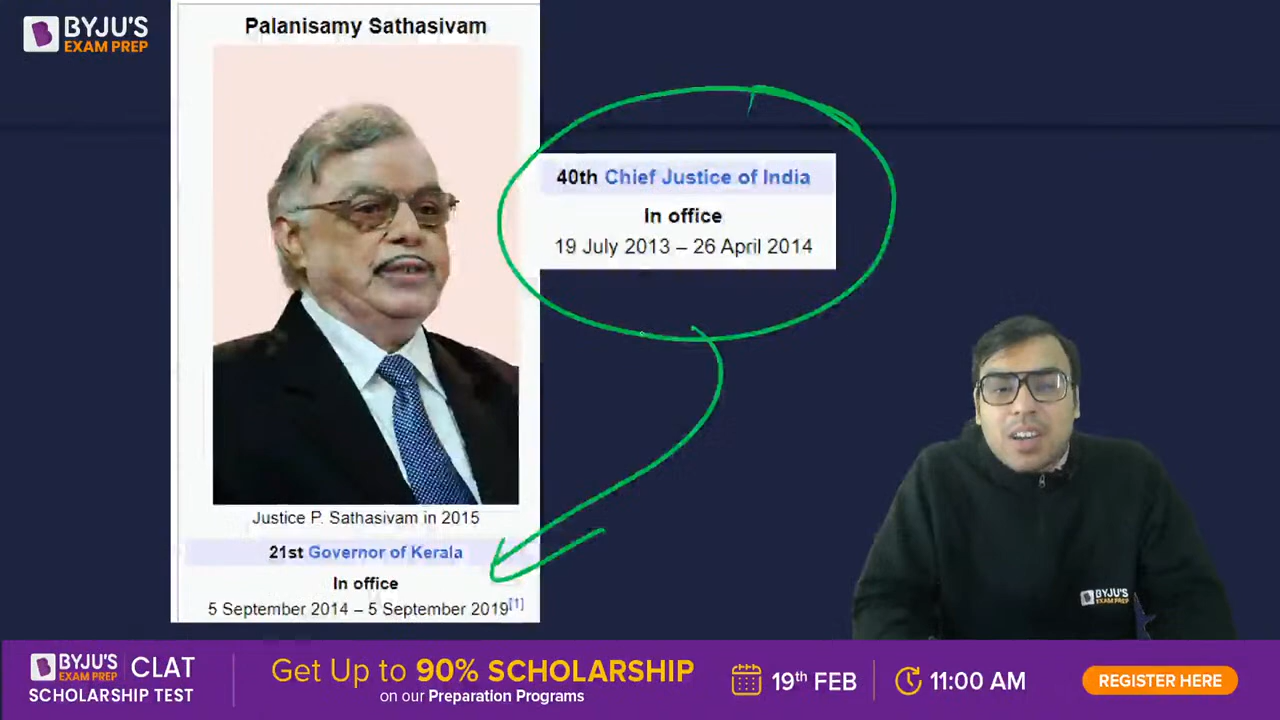 BYJU'S
EXAM PREP
Palanisamy Sathasivam
40th Chief Justice of India
In office
19 July 2013 – 26 April 2014
Justice P. Sathasivam in 2015
21st Governor of Kerala
In office
5 September 2014 – 5 September 2019[1]
BYJU'S
EXAM PREP
BYJU'S
EXAM PREP
CLAT
SCHOLARSHIP TEST
Get Up to 90% SCHOLARSHIP
on our Preparation Programs
19th FEB
11:00 AM
REGISTER HERE